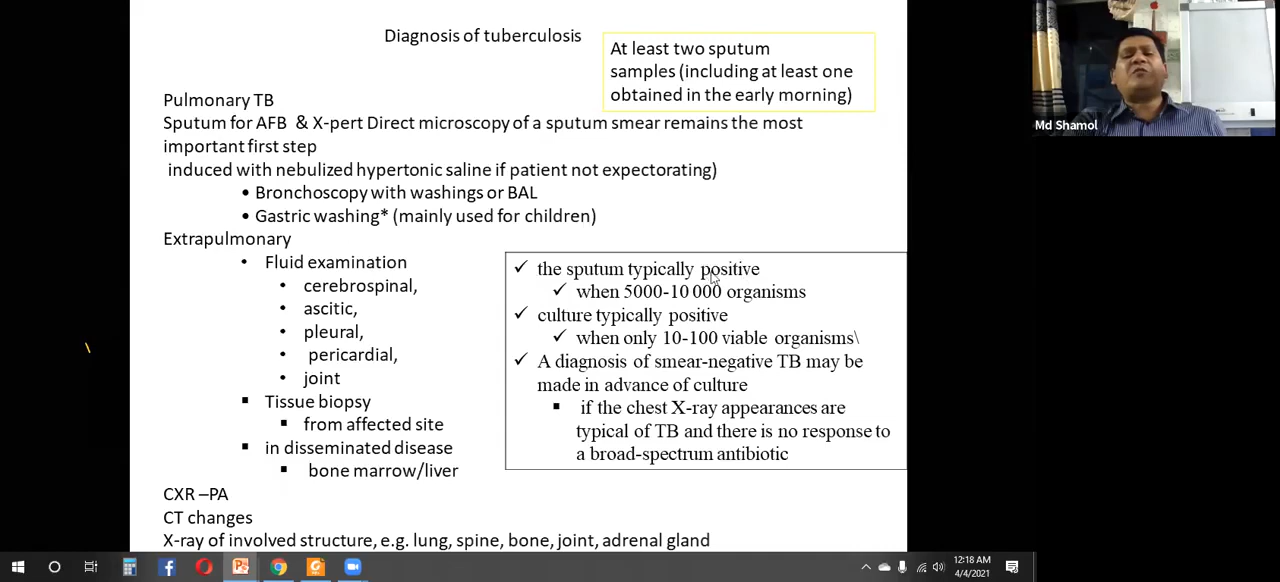 Diagnosis of tuberculosis
At least two sputum
samples (including at least one
obtained in the early morning)
Pulmonary TB
Sputum for AFB & X-pert Direct microscopy of a sputum smear remains the most
important first step
induced with nebulized hypertonic saline if patient not expectorating)
• Bronchoscopy with washings or BAL
• Gastric washing* (mainly used for children)
Extrapulmonary
• Fluid examination
• cerebrospinal,
• ascitic,
• pleural,
• pericardial,
• joint
▪ Tissue biopsy
▪ from affected site
▪ in disseminated disease
▪ bone marrow/liver
✓ the sputum typically positive
✓ when 5000-10 000 organisms
✓ culture typically positive
✓ when only 10-100 viable organisms\
✓ A diagnosis of smear-negative TB may be
made in advance of culture
▪ if the chest X-ray appearances are
typical of TB and there is no response to
a broad-spectrum antibiotic
CXR –PA
CT changes
X-ray of involved structure, e.g. lung, spine, bone, joint, adrenal gland
Md Shamol
12:18 AM
4/4/2021